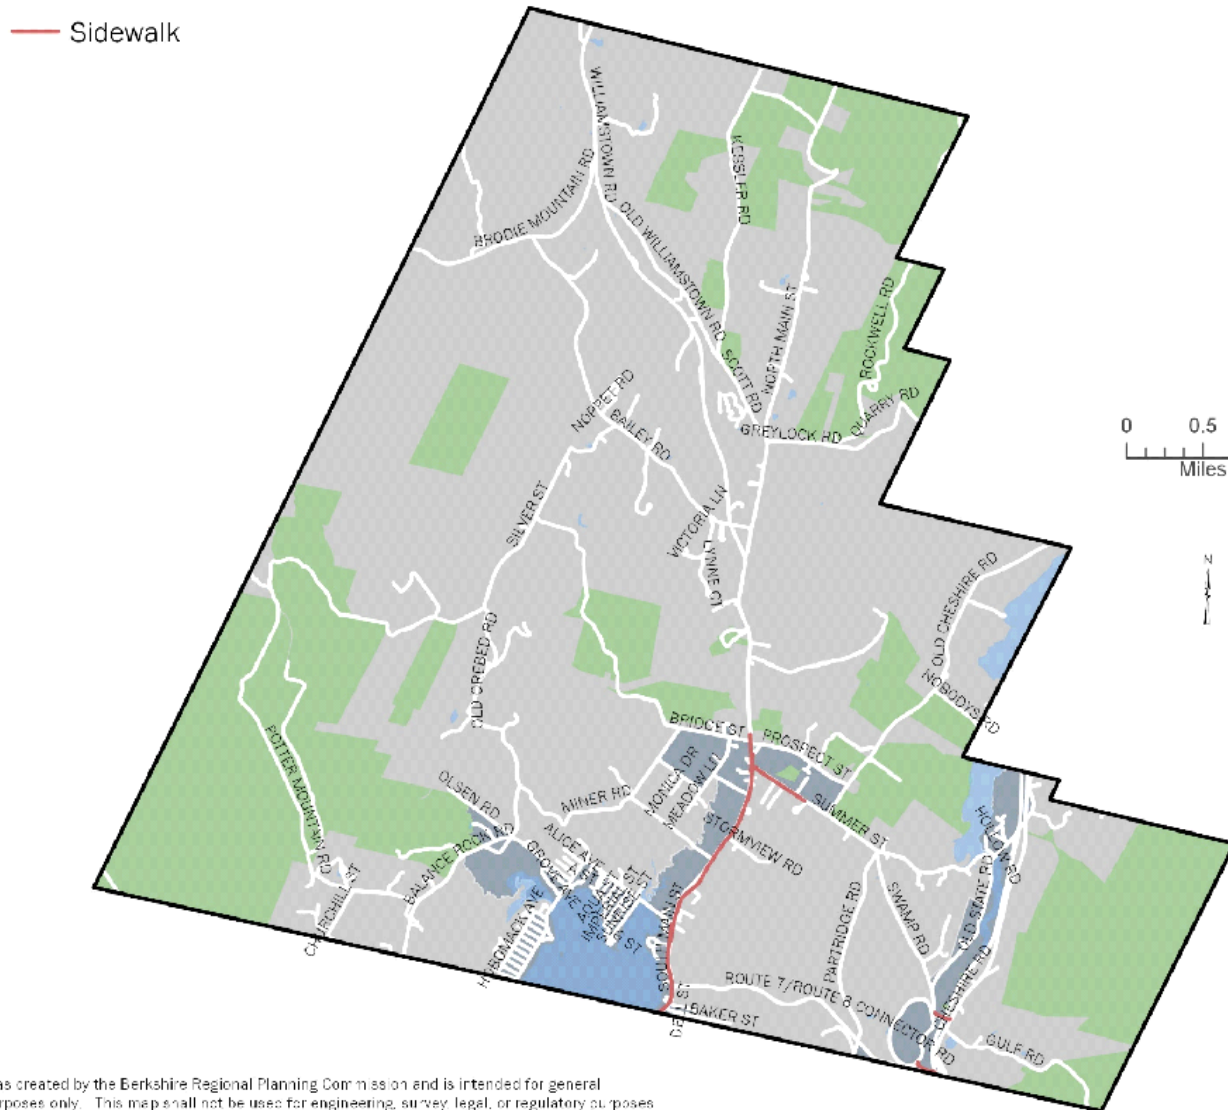 Sidewalk
WILLIAMSTOWN RD
KESSLER RD
BRODIE MOUNTAIN RD
OLD WILLIAMSTOWN RD
ROCKWELL RD
NORTH MAIN ST
SCOTT RD
NOPPET RD
BAILEY RD
QUARRY RD
GREYLOCK RD
0 0.5
Miles
SILVER ST
VICTORIA LN
LYNNE CT
N
OLD CHESHIRE RD
OLD OREBED RD
NOBODYS RD
BRIDGE ST
PROSPECT ST
POTTER MOUNTAIN RD
MONICA DR
MEADOW LN
OLSEN RD
MINER RD
SUMMER ST
HOLLOW RD
STORMVIEW RD
ALICE AVE
BALANCE ROCK RD
GROVE AVE
CHURCHILL ST
HOBOMACK AVE
SOUTH MAIN ST
PARTRIDGE RD
SWAMP RD
OLD STATE RD
CHESHIRE RD
ROUTE 7/ROUTE 8 CONNECTOR RD
BAKER ST
GULF RD
as created by the Berkshire Regional Planning Commission and is intended for general
rposes only. This map shall not be used for engineering, survey, legal, or regulatory purposes